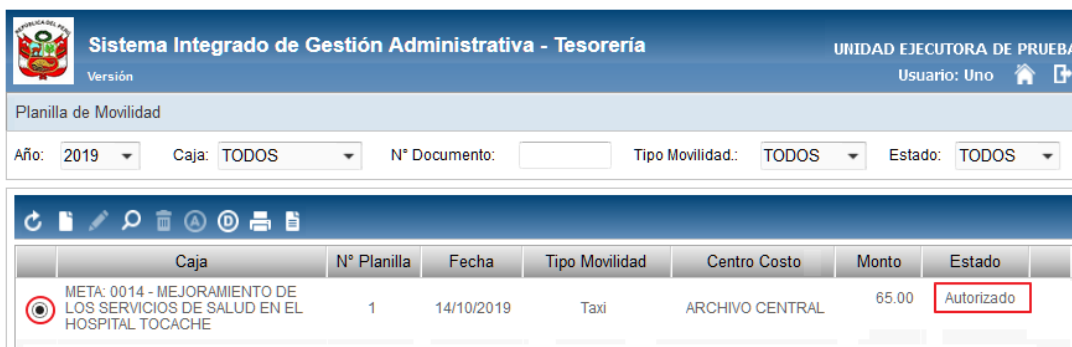 REPUBLICA DEL PERU
Sistema Integrado de Gestión Administrativa - Tesorería
UNIDAD EJECUTORA DE PRUEBA
Versión
Usuario: Uno
Planilla de Movilidad
Año: 2019 Caja: TODOS N° Documento: Tipo Movilidad.: TODOS Estado: TODOS
A D
Caja N° Planilla Fecha Tipo Movilidad Centro Costo Monto Estado
META: 0014 - MEJORAMIENTO DE
LOS SERVICIOS DE SALUD EN EL
HOSPITAL TOCACHE
1 14/10/2019 Taxi ARCHIVO CENTRAL 65.00 Autorizado